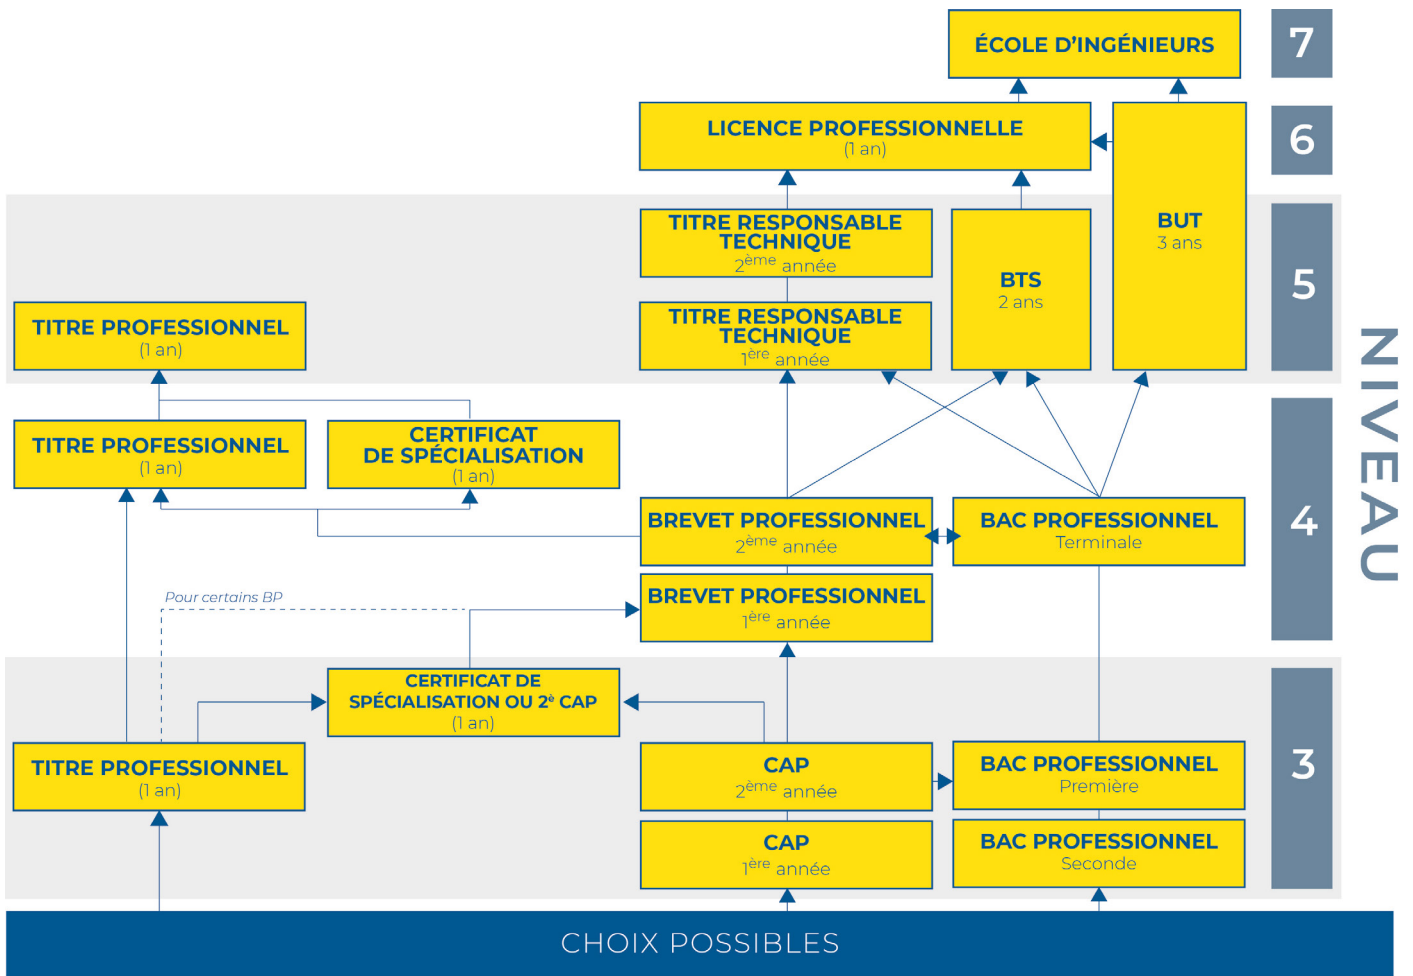 ÉCOLE D'INGÉNIEURS
7
LICENCE PROFESSIONNELLE
(1 an)
6
TITRE RESPONSABLE
TECHNIQUE
2ème année
BTS
2 ans
BUT
3 ans
5
TITRE PROFESSIONNEL
(1 an)
TITRE RESPONSABLE
TECHNIQUE
1ère année
NIVEAU
TITRE PROFESSIONNEL
(1 an)
CERTIFICAT
DE SPÉCIALISATION
(1 an)
BREVET PROFESSIONNEL
2ème année
BAC PROFESSIONNEL
Terminale
4
Pour certains BP
BREVET PROFESSIONNEL
1ère année
CERTIFICAT DE
SPÉCIALISATION OU 2è CAP
(1 an)
TITRE PROFESSIONNEL
(1 an)
CAP
2ème année
BAC PROFESSIONNEL
Première
3
CAP
1ère année
BAC PROFESSIONNEL
Seconde
CHOIX POSSIBLES